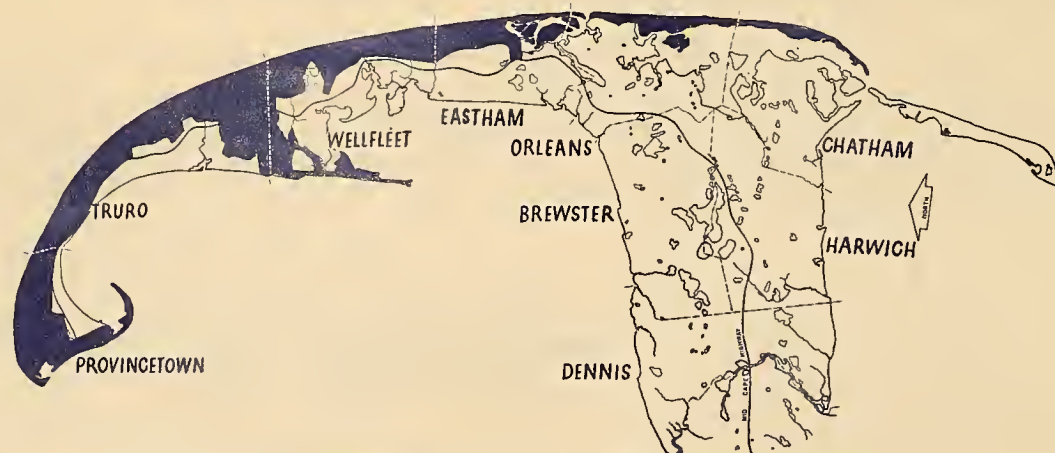 WELLFLEET
EASTHAM
ORLEANS
CHATHAM
TRURO
BREWSTER
NORTH
HARWICH
PROVINCETOWN
DENNIS
MID CAPE HIGHWAY